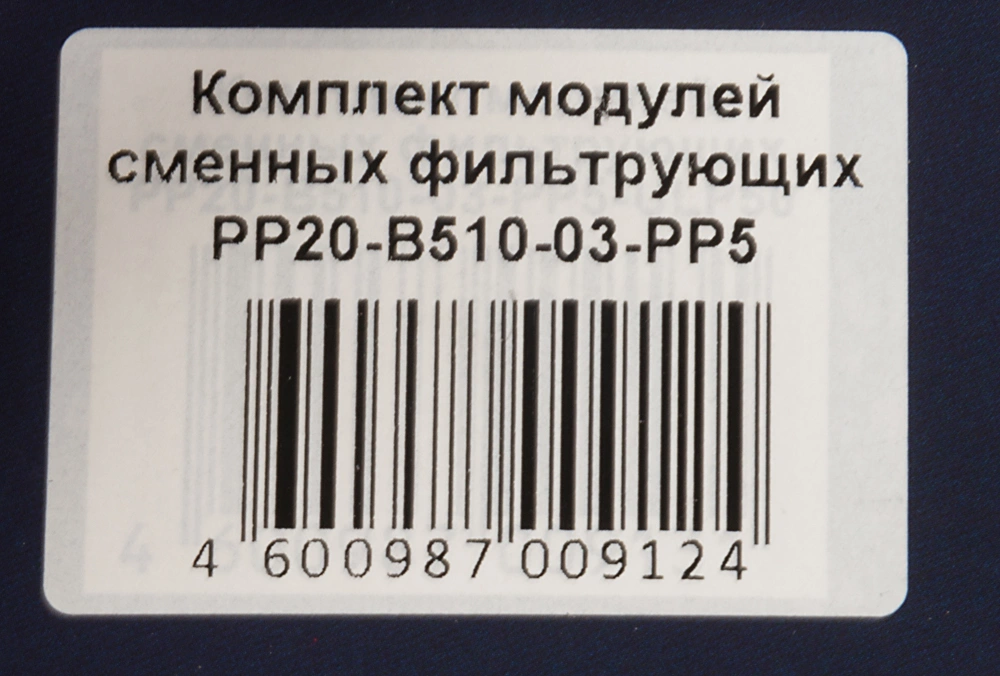 Комплект модулей
сменных фильтрующих
PP20-B510-03-PP5
4 600987 009124